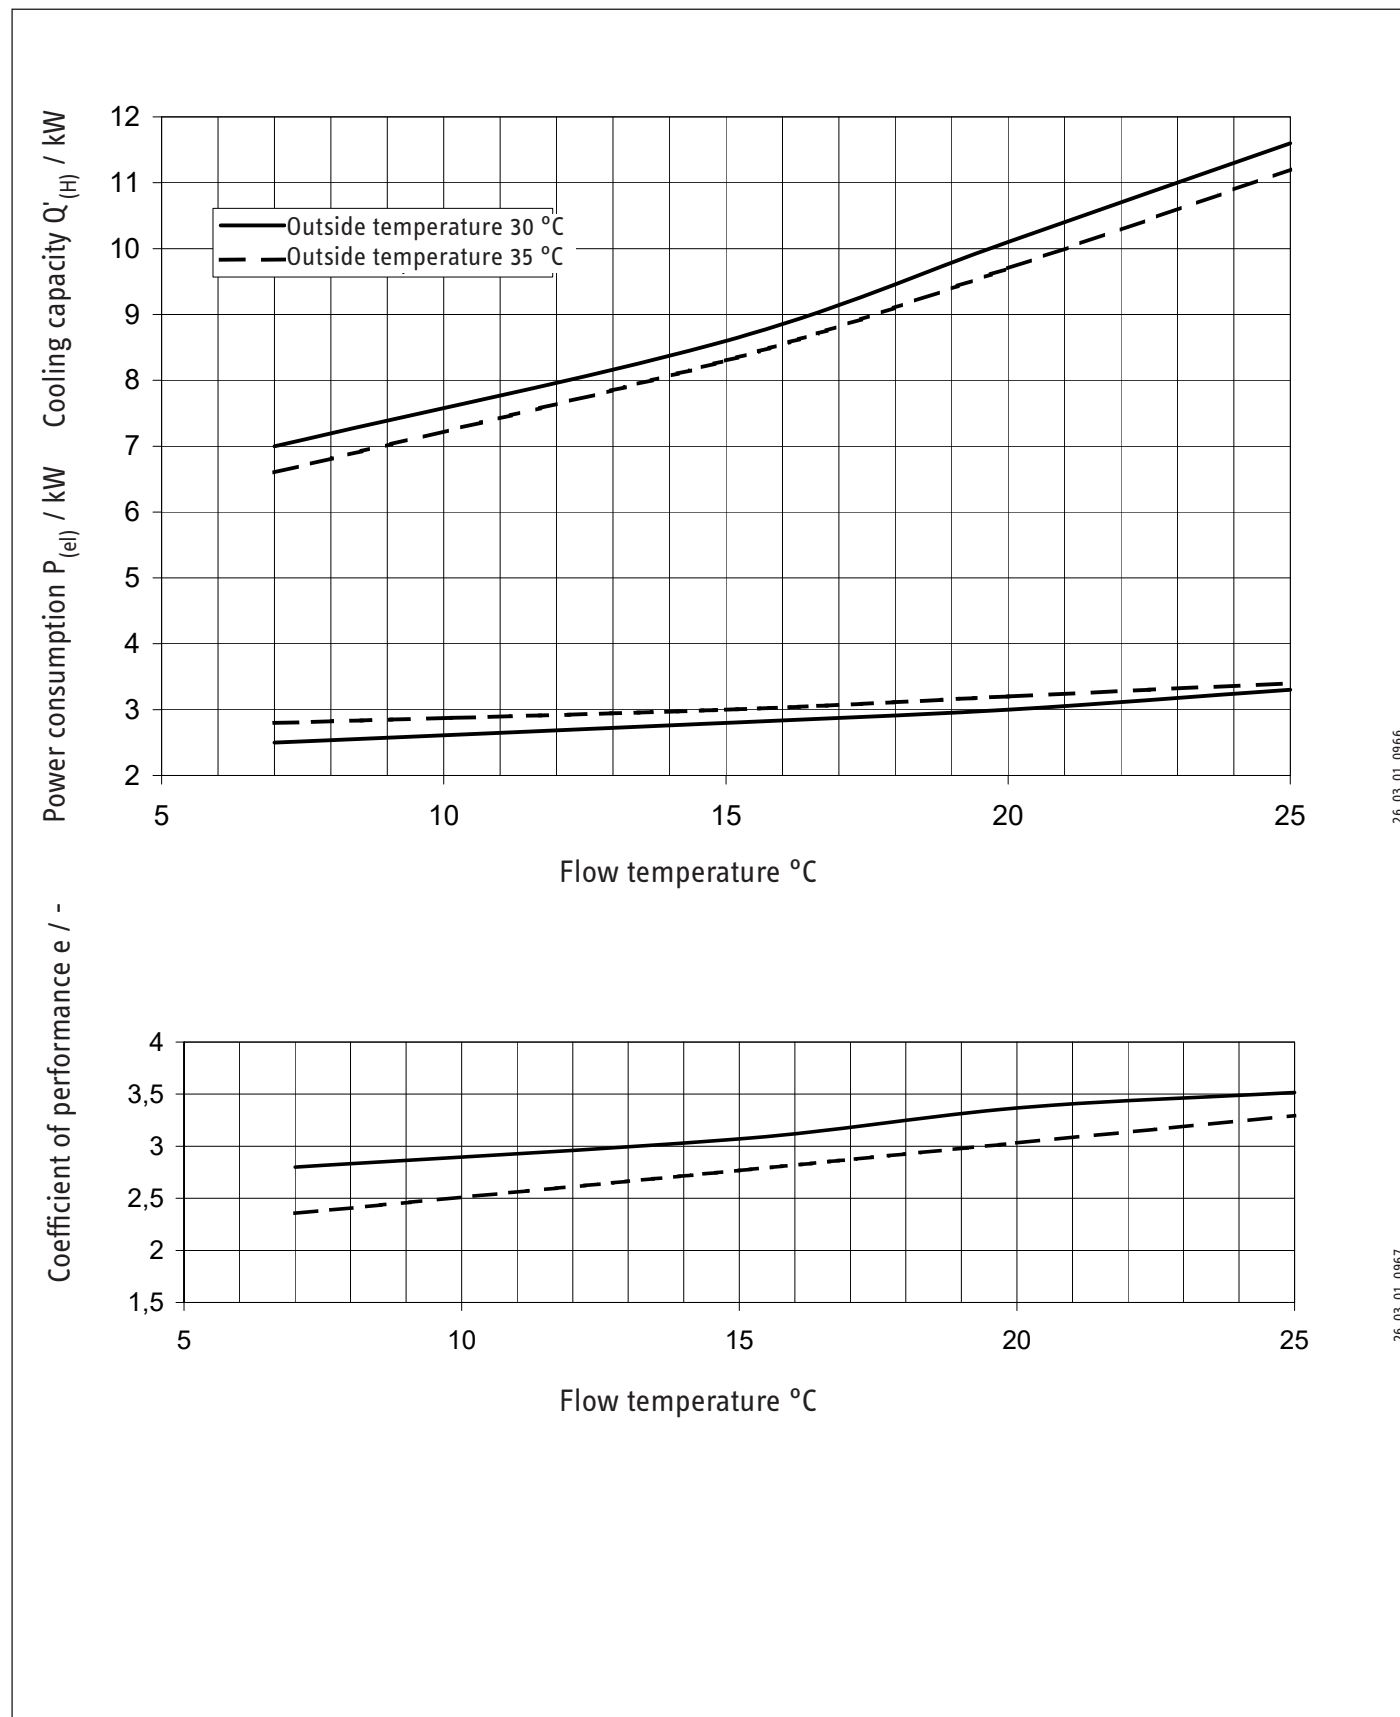 Power consumption P(el) / kW Cooling capacity Q̇(H) / kW
12
11
10
9
8
7
6
5
4
3
2
Outside temperature 30 °C
Outside temperature 35 °C
5 10 15 20 25
Flow temperature °C
26_03_01_0966
Coefficient of performance e / -
4
3,5
3
2,5
2
1,5
5 10 15 20 25
Flow temperature °C
26_03_01_0967